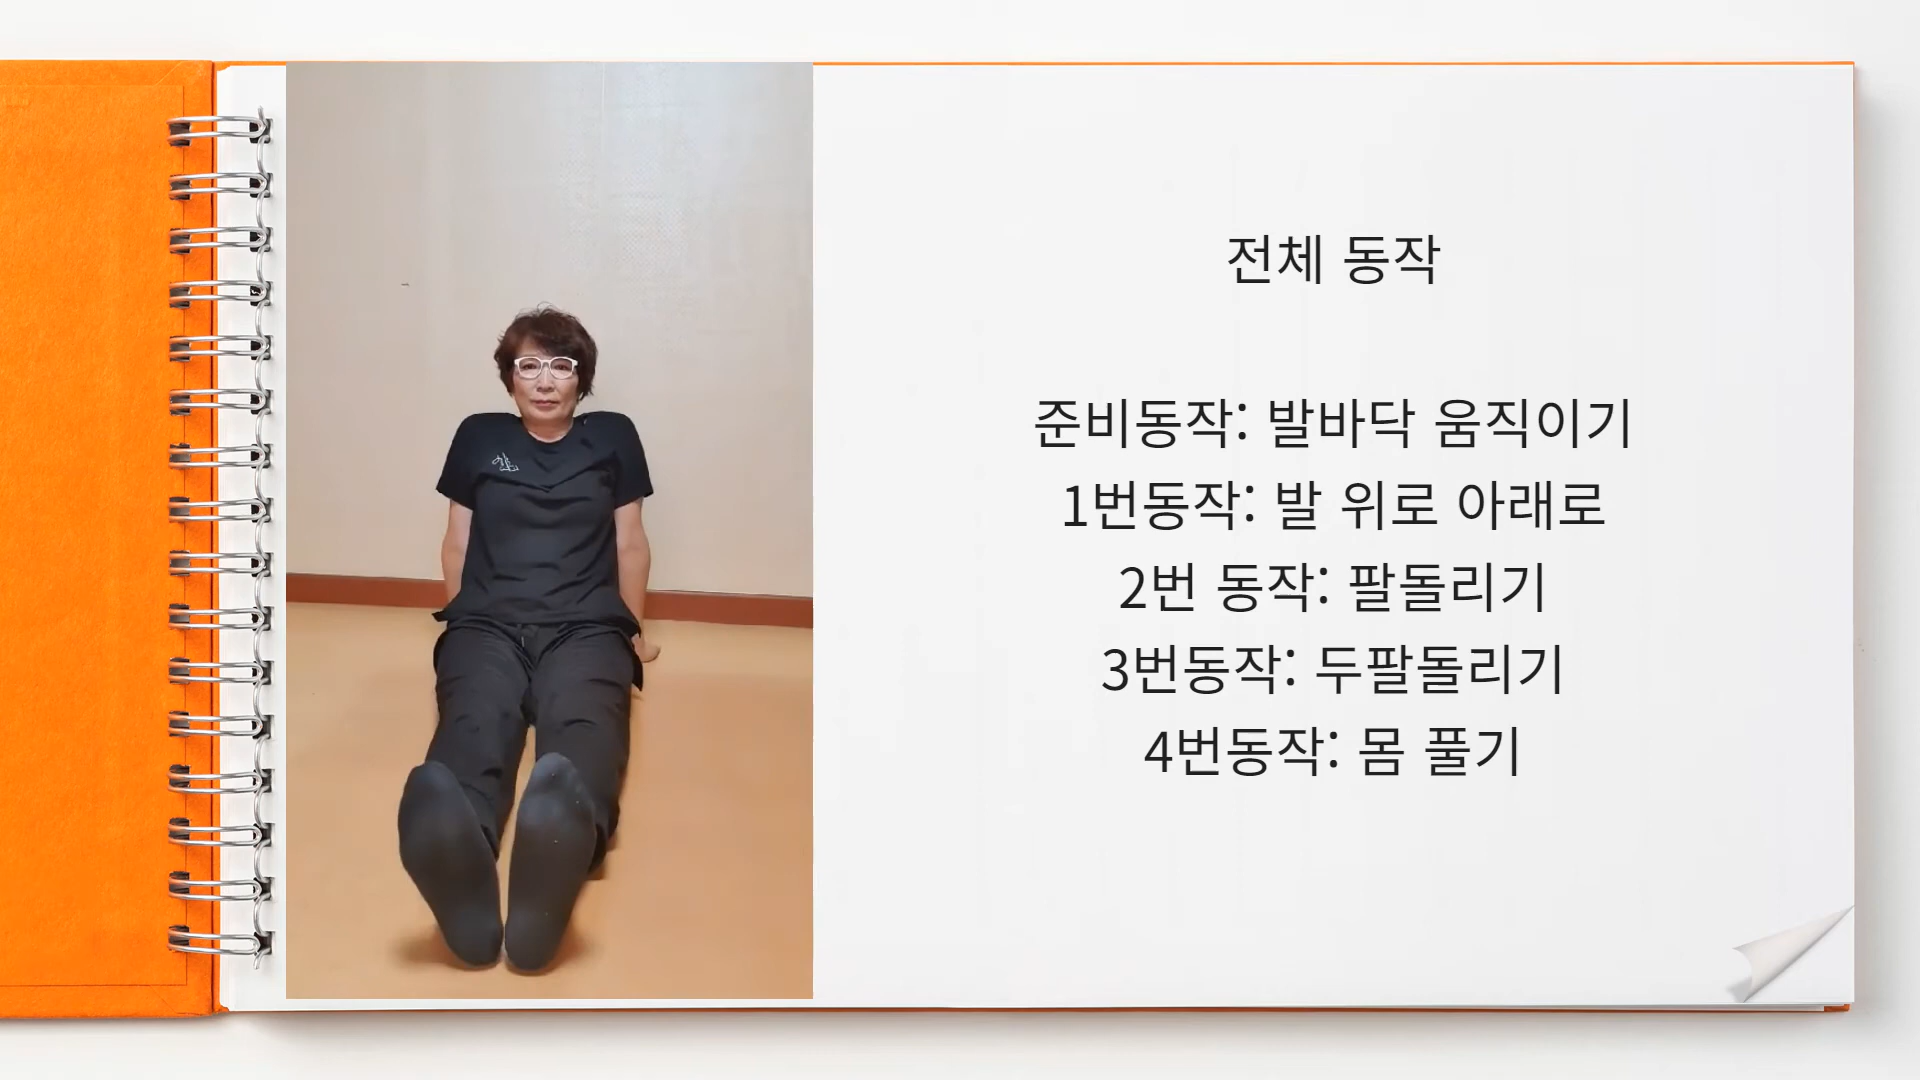 전체 동작
준비동작: 발바닥 움직이기
1번동작: 발 위로 아래로
2번 동작: 팔돌리기
3번동작: 두팔돌리기
4번동작: 몸 풀기